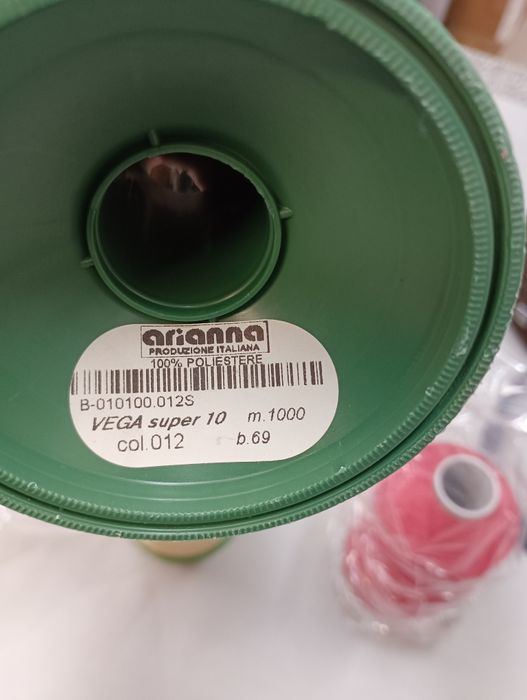 arianna
PRODUZIONE ITALIANA
100% POLIESTERE
B-010100.012S
VEGA super 10 m.1000
col.012 b.69